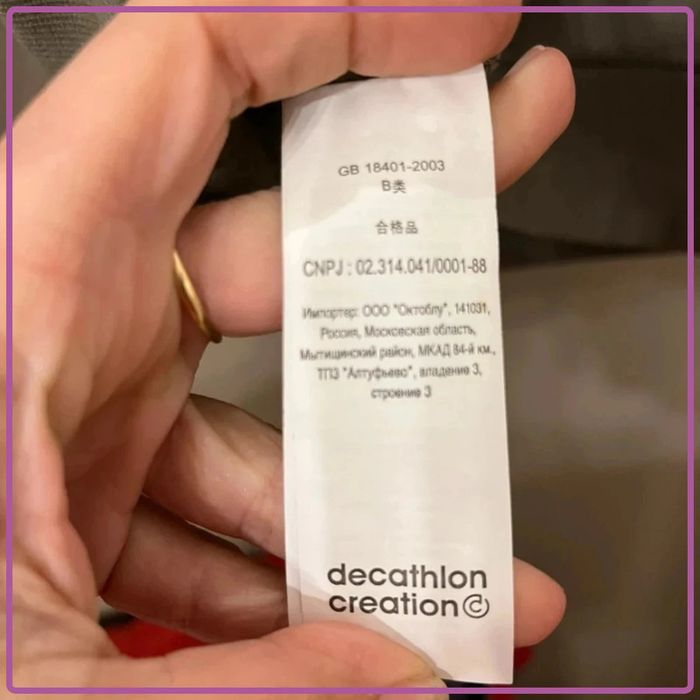 GB 18401-2003
B类
合格品
CNPJ : 02.314.041/0001-88
Импортер: ООО "Октоблу", 141031,
Россия, Московская область,
Мытищинский район, МКАД 84-й км.,
ТПЗ "Алтуфьево", владение 3,
строение 3
decathlon
creation ©